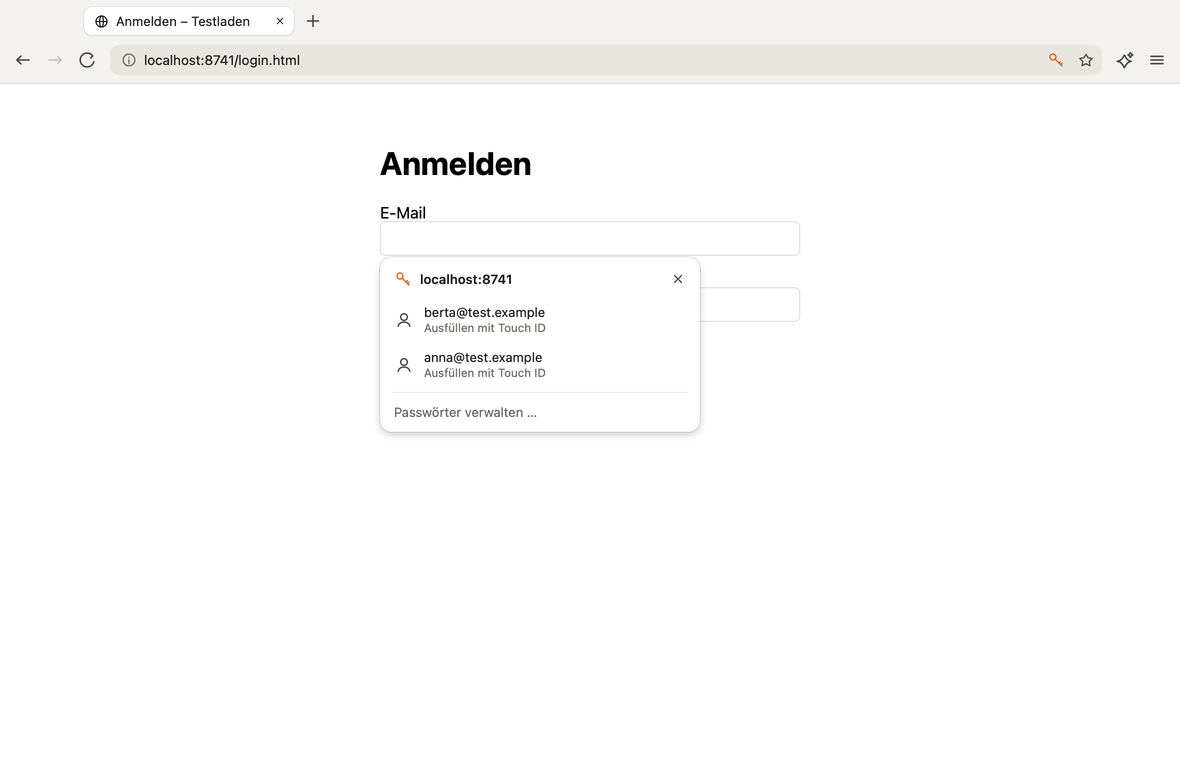 Anmelden – Testladen
localhost:8741/login.html
Anmelden
E-Mail
localhost:8741
berta@test.example
Ausfüllen mit Touch ID
anna@test.example
Ausfüllen mit Touch ID
Passwörter verwalten ...